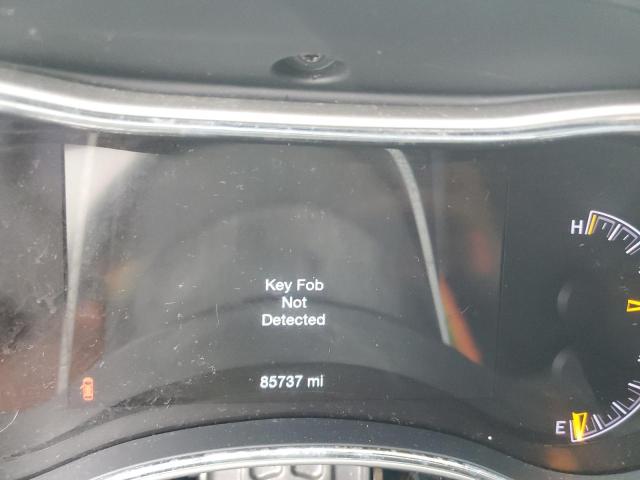 H
Key Fob
Not
Detected
85737 mi
E